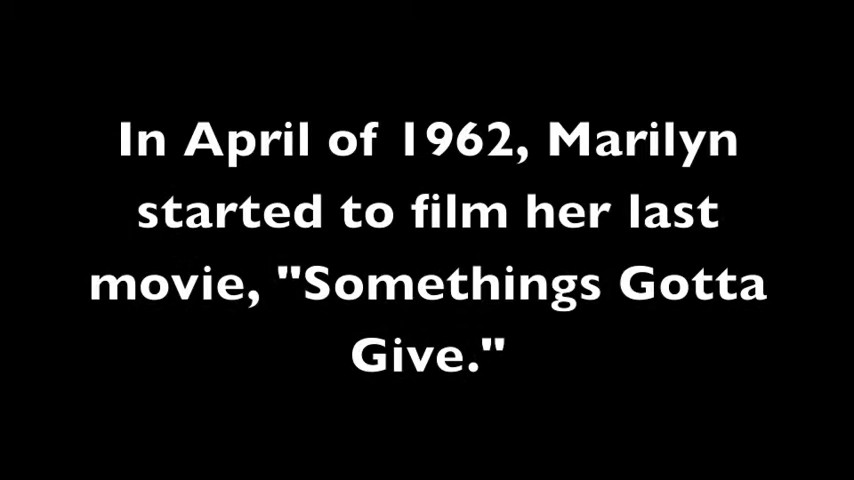 In April of 1962, Marilyn
started to film her last
movie, "Somethings Gotta
Give."